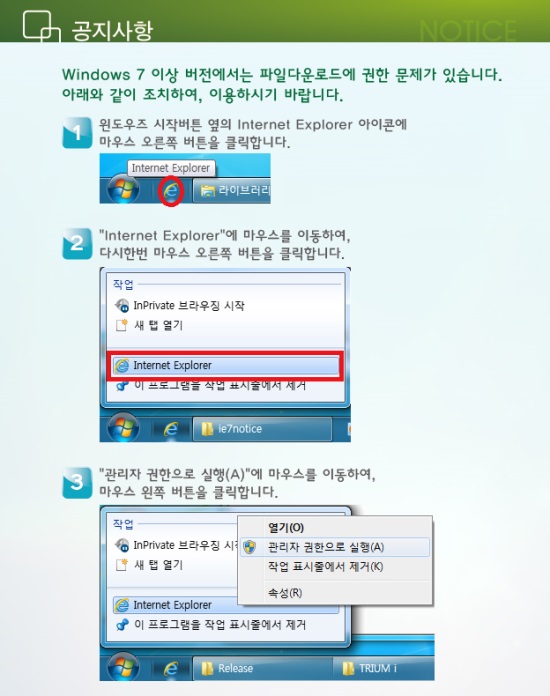 공지사항
NOTICE
Windows 7 이상 버전에서는 파일다운로드에 권한 문제가 있습니다.
아래와 같이 조치하여, 이용하시기 바랍니다.
1
윈도우즈 시작버튼 옆의 Internet Explorer 아이콘에
마우스 오른쪽 버튼을 클릭합니다.
Internet Explorer
라이브러리
2
"Internet Explorer"에 마우스를 이동하여,
다시한번 마우스 오른쪽 버튼을 클릭합니다.
작업
InPrivate 브라우징 시작
새 탭 열기
Internet Explorer
이 프로그램을 작업 표시줄에서 제거
ie7notice
3
"관리자 권한으로 실행(A)"에 마우스를 이동하여,
마우스 왼쪽 버튼을 클릭합니다.
작업
InPrivate 브라우징 시
새 탭 열기
Internet Explorer
이 프로그램을 작업 표시줄에서 제거
열기(O)
관리자 권한으로 실행(A)
작업 표시줄에서 제거(K)
속성(R)
Release
TRIUM i